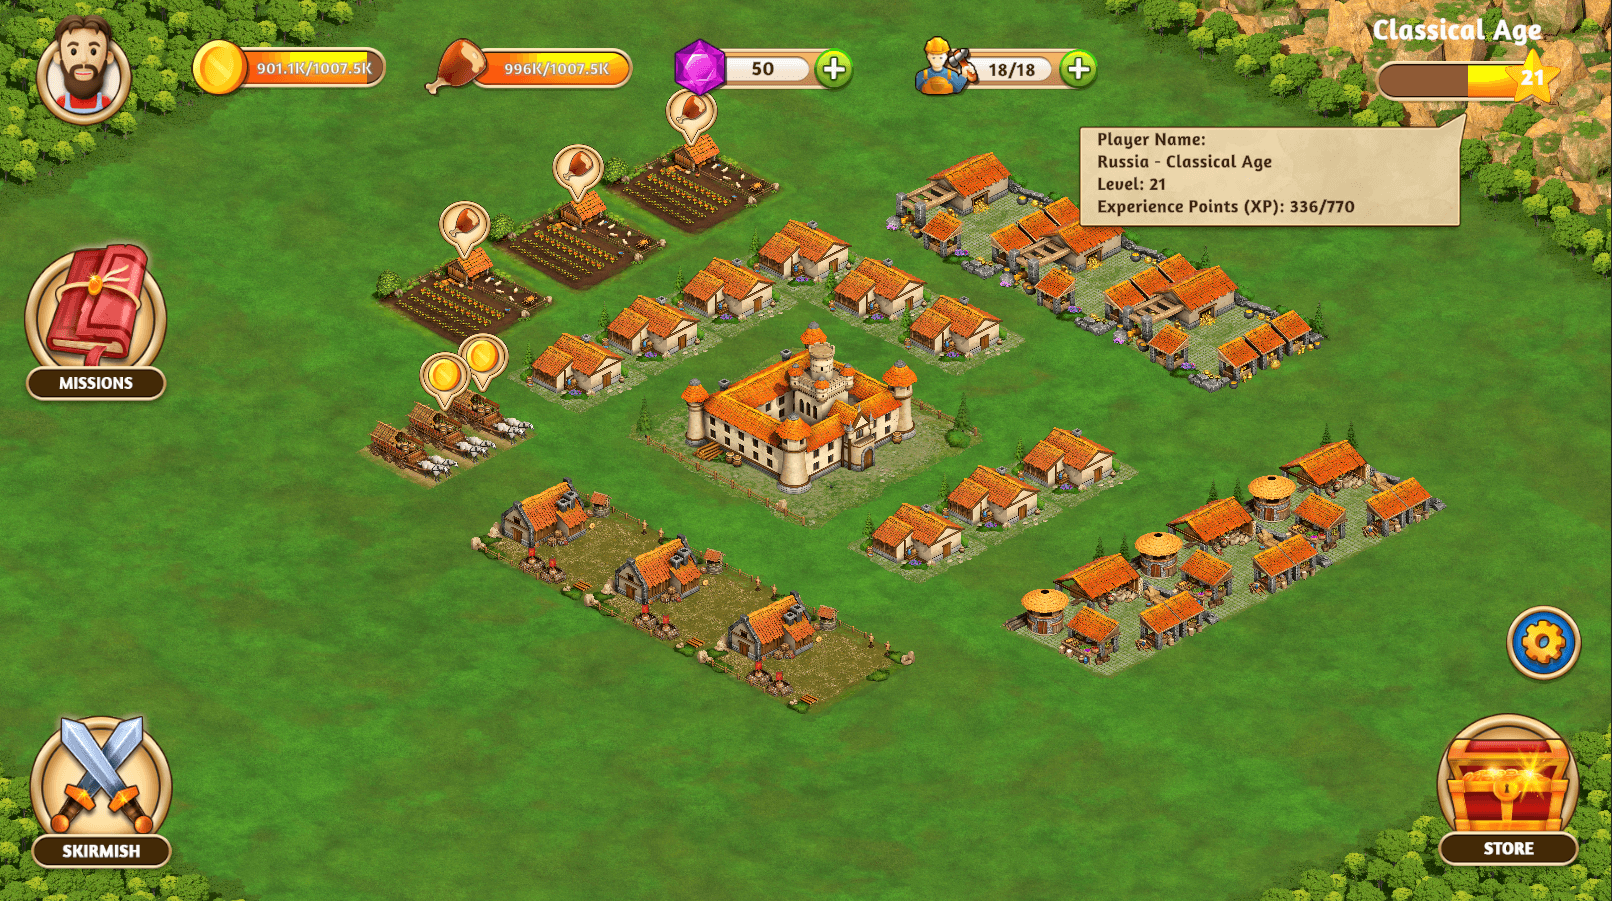 Classical Age
901.1K/1007.5K
996K/1007.5K
50
18/18
21
Player Name:
Russia - Classical Age
Level: 21
Experience Points (XP): 336/770
MISSIONS
SKIRMISH
STORE